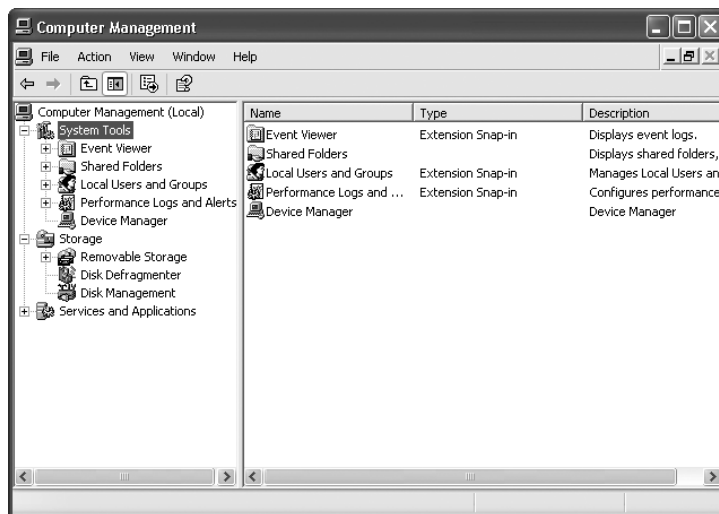 Computer Management
File Action View Window Help
Computer Management (Local)
System Tools
Event Viewer
Shared Folders
Local Users and Groups
Performance Logs and Alerts
Device Manager
Storage
Removable Storage
Disk Defragmenter
Disk Management
Services and Applications
Name Type Description
Event Viewer Extension Snap-in Displays event logs.
Shared Folders Displays shared folders,
Local Users and Groups Extension Snap-in Manages Local Users an
Performance Logs and ... Extension Snap-in Configures performance
Device Manager Device Manager